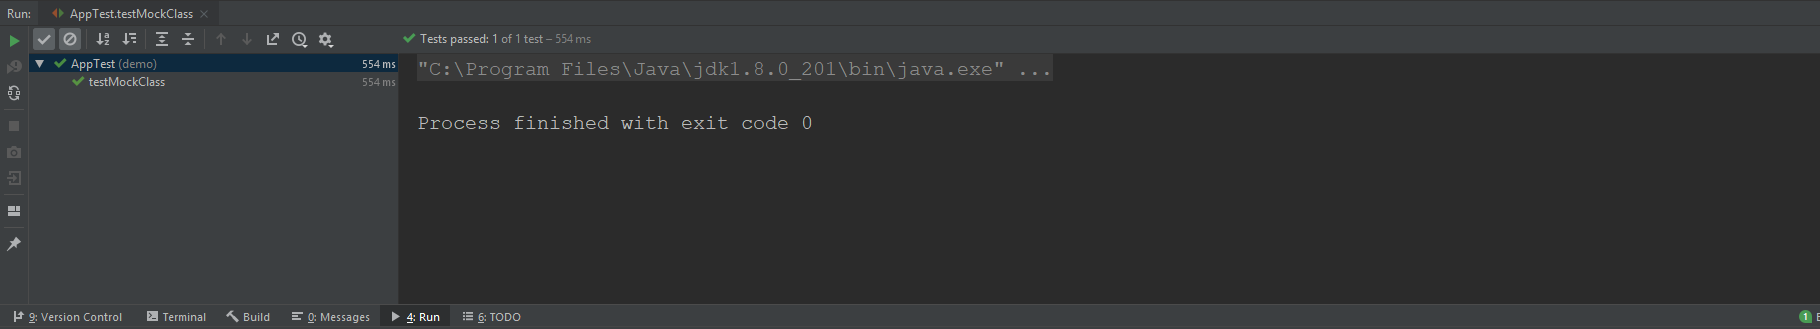 Run: AppTest.testMockClass
Tests passed: 1 of 1 test – 554 ms
AppTest (demo) 554 ms
testMockClass 554 ms
"C:\Program Files\Java\jdk1.8.0_201\bin\java.exe" ...
Process finished with exit code 0
9: Version Control Terminal Build 0: Messages 4: Run 6: TODO 1